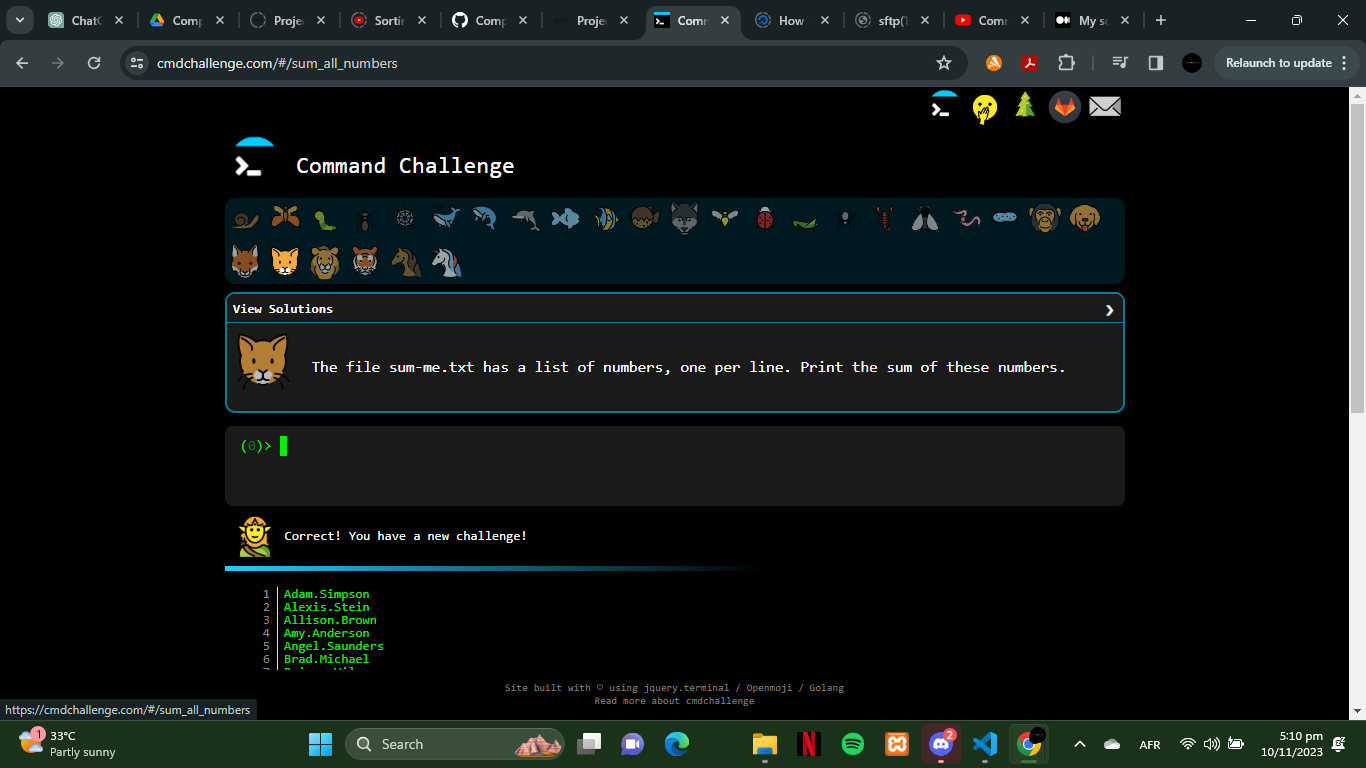 ChatG
Comp
Proje
Sortin
Comp
Proje
Comm
How
sftp(1
Comm
My so
cmdchallenge.com/#/sum_all_numbers
Relaunch to update
Command Challenge
View Solutions
The file sum-me.txt has a list of numbers, one per line. Print the sum of these numbers.
(0)>
Correct! You have a new challenge!
1 Adam.Simpson
2 Alexis.Stein
3 Allison.Brown
4 Amy.Anderson
5 Angel.Saunders
6 Brad.Michael
Site built with ♡ using jquery.terminal / Openmoji / Golang
Read more about cmdchallenge
https://cmdchallenge.com/#/sum_all_numbers
1
33°C
Partly sunny
Search
2
AFR
5:10 pm
10/11/2023